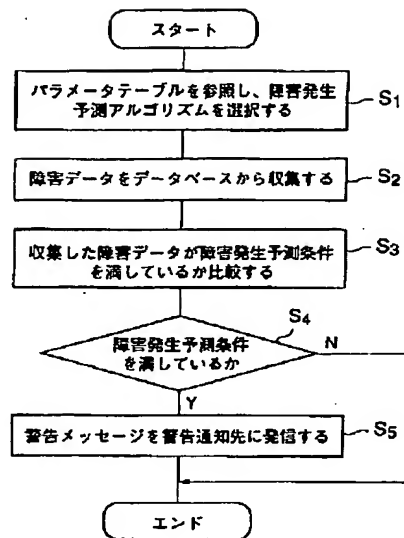 スタート
パラメータテーブルを参照し、障害発生
予測アルゴリズムを選択する
S1
障害データをデータベースから収集する
S2
収集した障害データが障害発生予測条件
を満しているか比較する
S3
S4
障害発生予測条件
を満しているか
N
Y
警告メッセージを警告通知先に発信する
S5
エンド